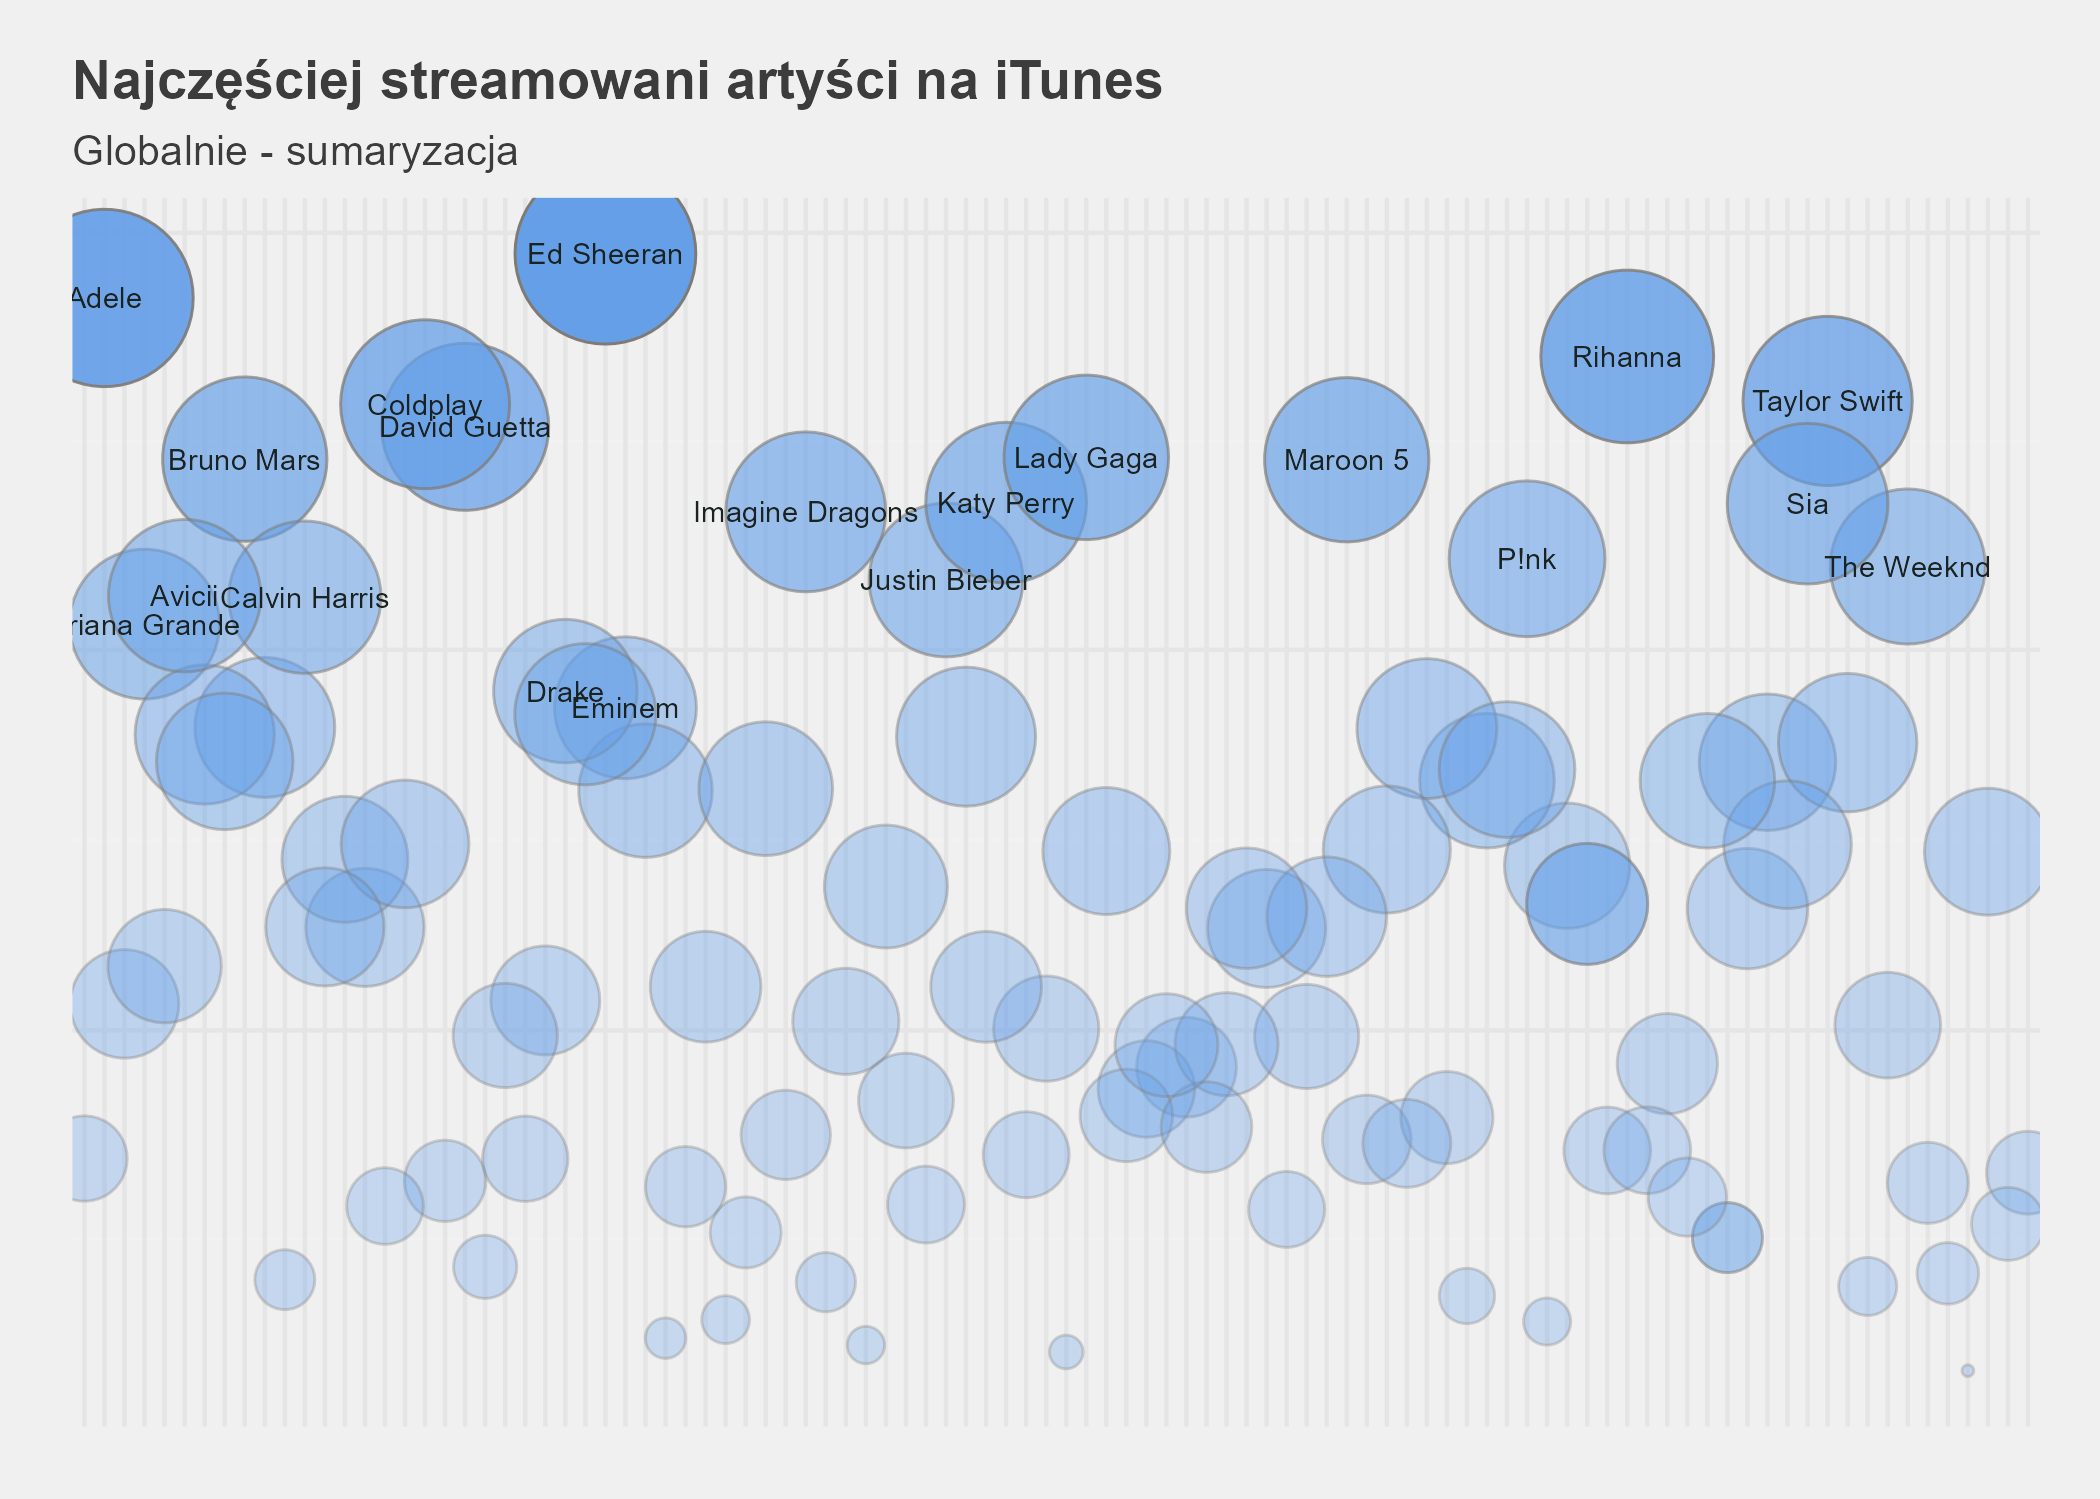 Najczęściej streamowani artyści na iTunes
Globalnie - sumaryzacja
Ed Sheeran
Adele
Rihanna
Taylor Swift
Coldplay
David Guetta
Lady Gaga
Bruno Mars
Maroon 5
Katy Perry
Sia
Imagine Dragons
P!nk
The Weeknd
Justin Bieber
Avicii
Calvin Harris
riana Grande
Drake
Eminem